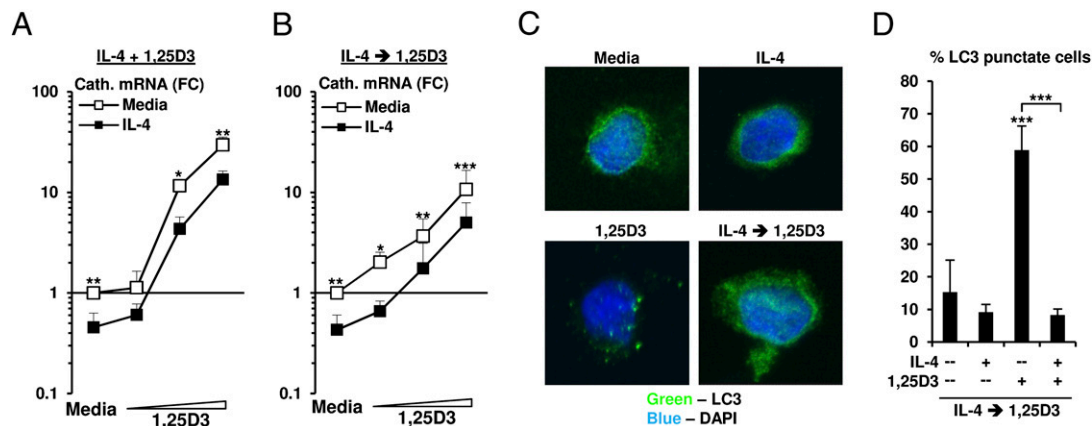 A
IL-4 + 1,25D3
Cath. mRNA (FC)
Media
IL-4
100
10
1
0.1
**
*
**
Media
1,25D3
B
IL-4 ➔ 1,25D3
Cath. mRNA (FC)
Media
IL-4
100
10
1
0.1
**
*
**
***
Media
1,25D3
C
Media
IL-4
1,25D3
IL-4 ➔ 1,25D3
Green – LC3
Blue – DAPI
D
% LC3 punctate cells
80
70
60
50
40
30
20
10
0
***
***
IL-4 -- + -- +
1,25D3 -- -- + +
IL-4 ➔ 1,25D3